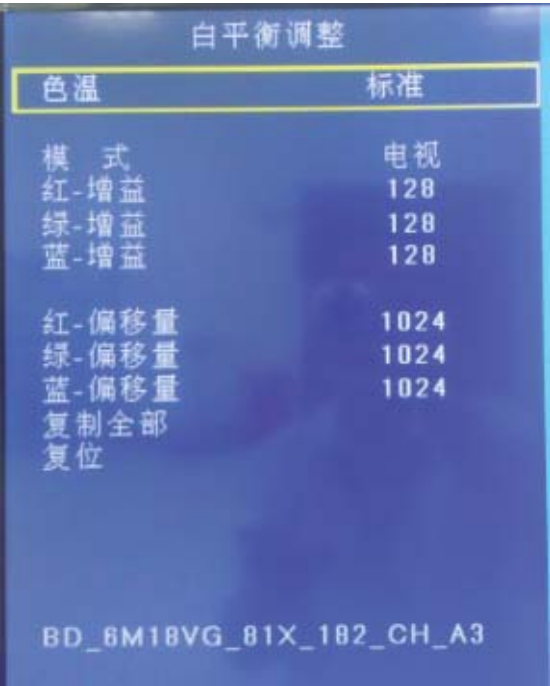 白平衡调整
色温 标准
模 式 电视
红-增益 128
绿-增益 128
蓝-增益 128
红-偏移量 1024
绿-偏移量 1024
蓝-偏移量 1024
复制全部
复位
BD_6M18VG_81X_182_CH_A3